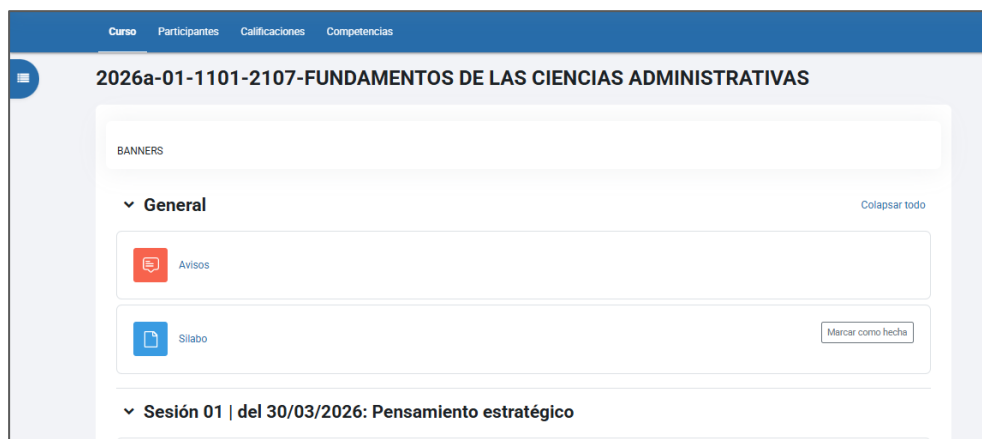 Curso Participantes Calificaciones Competencias
2026a-01-1101-2107-FUNDAMENTOS DE LAS CIENCIAS ADMINISTRATIVAS
BANNERS
General
Colapsar todo
Avisos
Silabo
Marcar como hecha
Sesión 01 | del 30/03/2026: Pensamiento estratégico